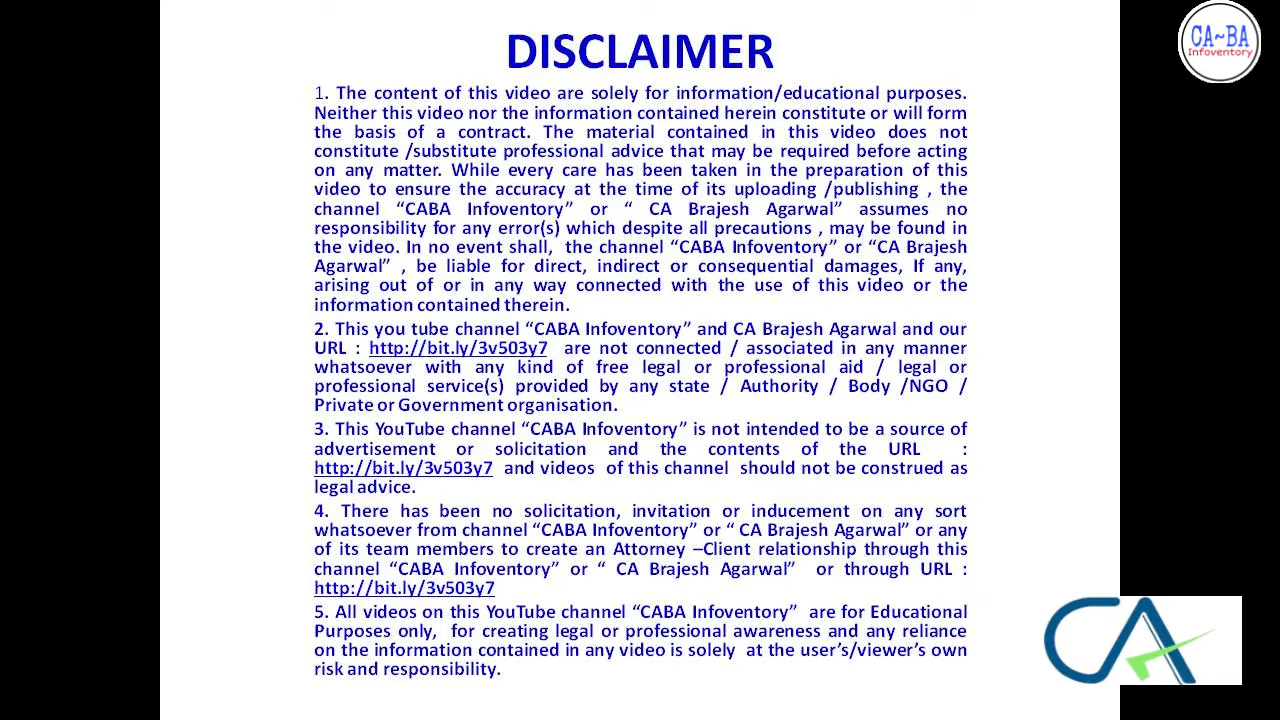 DISCLAIMER
CA~BA
Infoventory
1. The content of this video are solely for information/educational purposes.
Neither this video nor the information contained herein constitute or will form
the basis of a contract. The material contained in this video does not
constitute /substitute professional advice that may be required before acting
on any matter. While every care has been taken in the preparation of this
video to ensure the accuracy at the time of its uploading /publishing , the
channel “CABA Infoventory” or “ CA Brajesh Agarwal” assumes no
responsibility for any error(s) which despite all precautions , may be found in
the video. In no event shall, the channel “CABA Infoventory” or “CA Brajesh
Agarwal” , be liable for direct, indirect or consequential damages, If any,
arising out of or in any way connected with the use of this video or the
information contained therein.
2. This you tube channel “CABA Infoventory” and CA Brajesh Agarwal and our
URL : http://bit.ly/3v503y7 are not connected / associated in any manner
whatsoever with any kind of free legal or professional aid / legal or
professional service(s) provided by any state / Authority / Body /NGO /
Private or Government organisation.
3. This YouTube channel “CABA Infoventory” is not intended to be a source of
advertisement or solicitation and the contents of the URL :
http://bit.ly/3v503y7 and videos of this channel should not be construed as
legal advice.
4. There has been no solicitation, invitation or inducement on any sort
whatsoever from channel “CABA Infoventory” or “ CA Brajesh Agarwal” or any
of its team members to create an Attorney –Client relationship through this
channel “CABA Infoventory” or “ CA Brajesh Agarwal” or through URL :
http://bit.ly/3v503y7
5. All videos on this YouTube channel “CABA Infoventory” are for Educational
Purposes only, for creating legal or professional awareness and any reliance
on the information contained in any video is solely at the user’s/viewer’s own
risk and responsibility.
CA